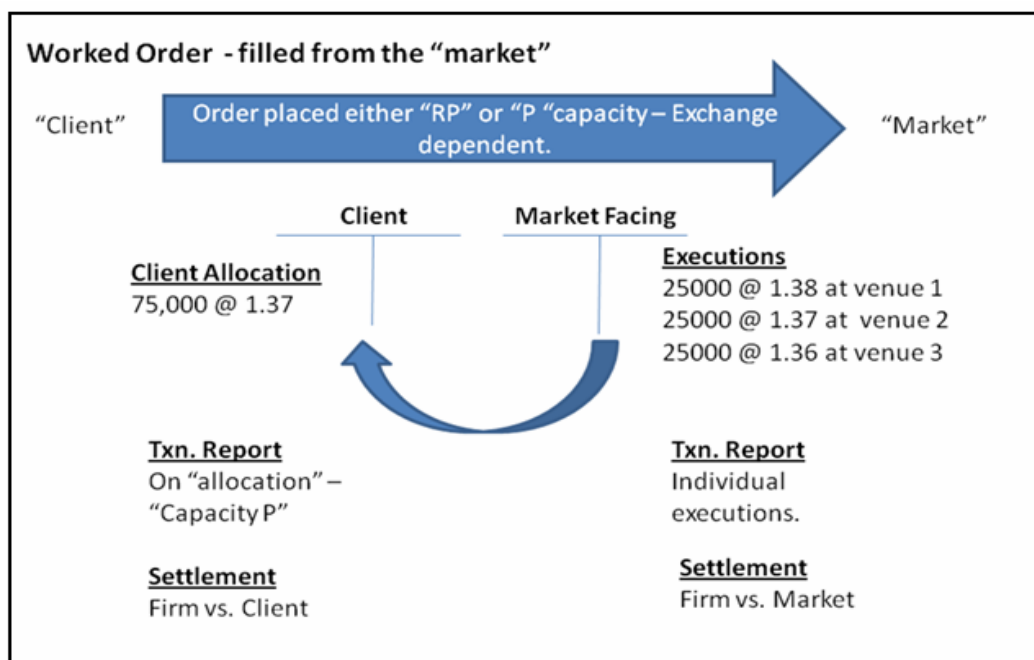 Worked Order  - filled from the “market”
“Client”
Order placed either “RP” or “P “capacity – Exchange
dependent.
“Market”
Client
Market Facing
Client Allocation
75,000 @ 1.37
Executions
25000 @ 1.38 at venue 1
25000 @ 1.37 at  venue 2
25000 @ 1.36 at venue 3
Txn. Report
On “allocation” –
“Capacity P”
Txn. Report
Individual
executions.
Settlement
Firm vs. Client
Settlement
Firm vs. Market